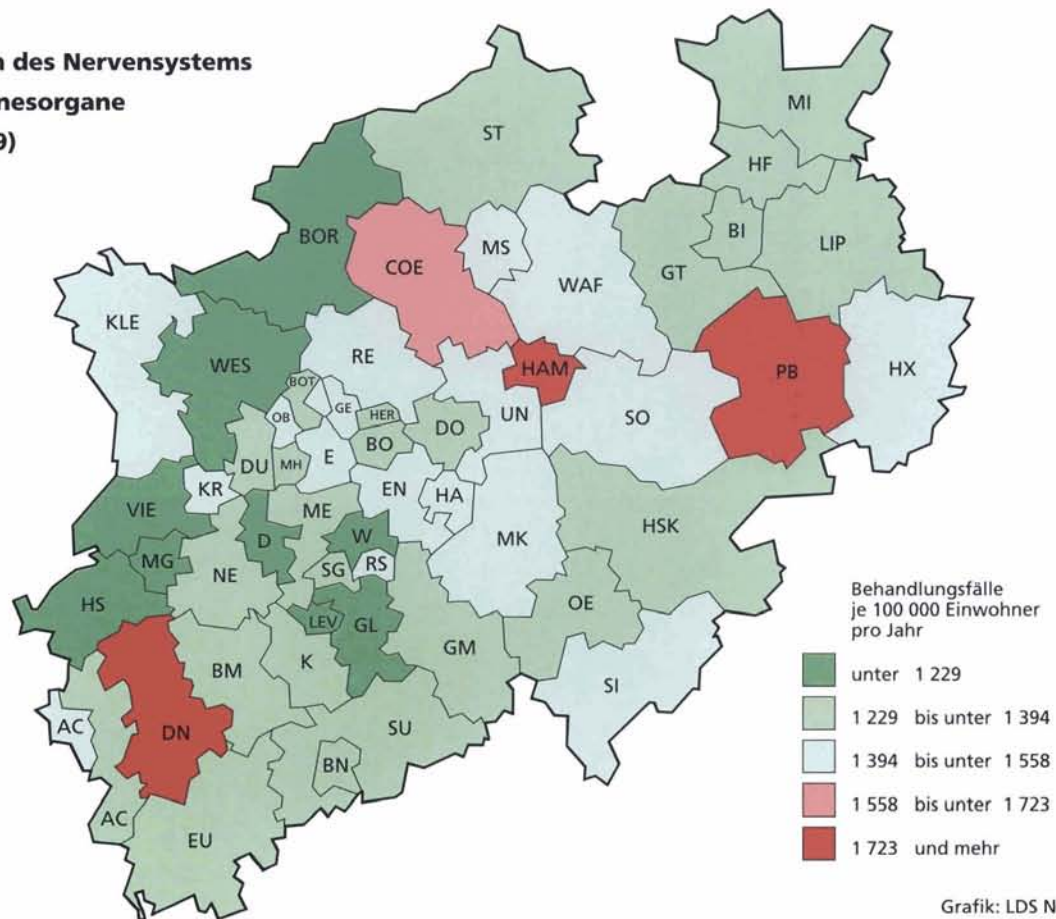 n des Nervensystems
nesorgane
9)
MI
ST
HF
BI
LIP
BOR
MS
COE
GT
WAF
KLE
RE
WES
HAM
PB
HX
BOT
GE
OB
HER
UN
SO
DO
BO
E
DU
MH
KR
EN
HA
VIE
ME
HSK
W
D
MK
MG
RS
SG
NE
HS
OE
LEV
GL
GM
K
BM
SI
AC
DN
SU
BN
AC
EU
Behandlungsfälle
je 100 000 Einwohner
pro Jahr
unter 1 229
1 229 bis unter 1 394
1 394 bis unter 1 558
1 558 bis unter 1 723
1 723 und mehr
Grafik: LDS N